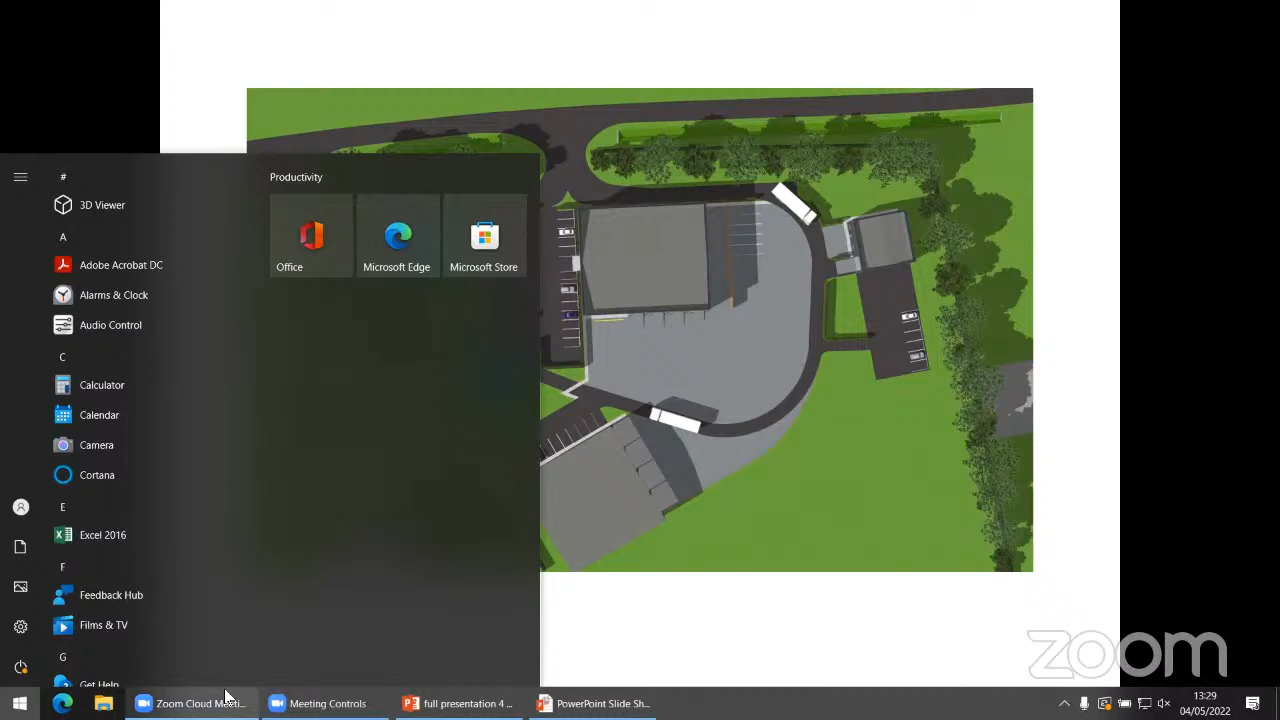 Productivity
#
3D Viewer
A
Adobe Acrobat DC
Alarms & Clock
Audio Control
C
Calculator
Calendar
Camera
Cortana
E
Excel 2016
F
Feedback Hub
Films & TV
G
Get Help
Office
Microsoft Edge
Microsoft Store
zoom
Zoom Cloud Meeti...
Meeting Controls
full presentation 4 ...
PowerPoint Slide Sh...
13:29
04/05/2022